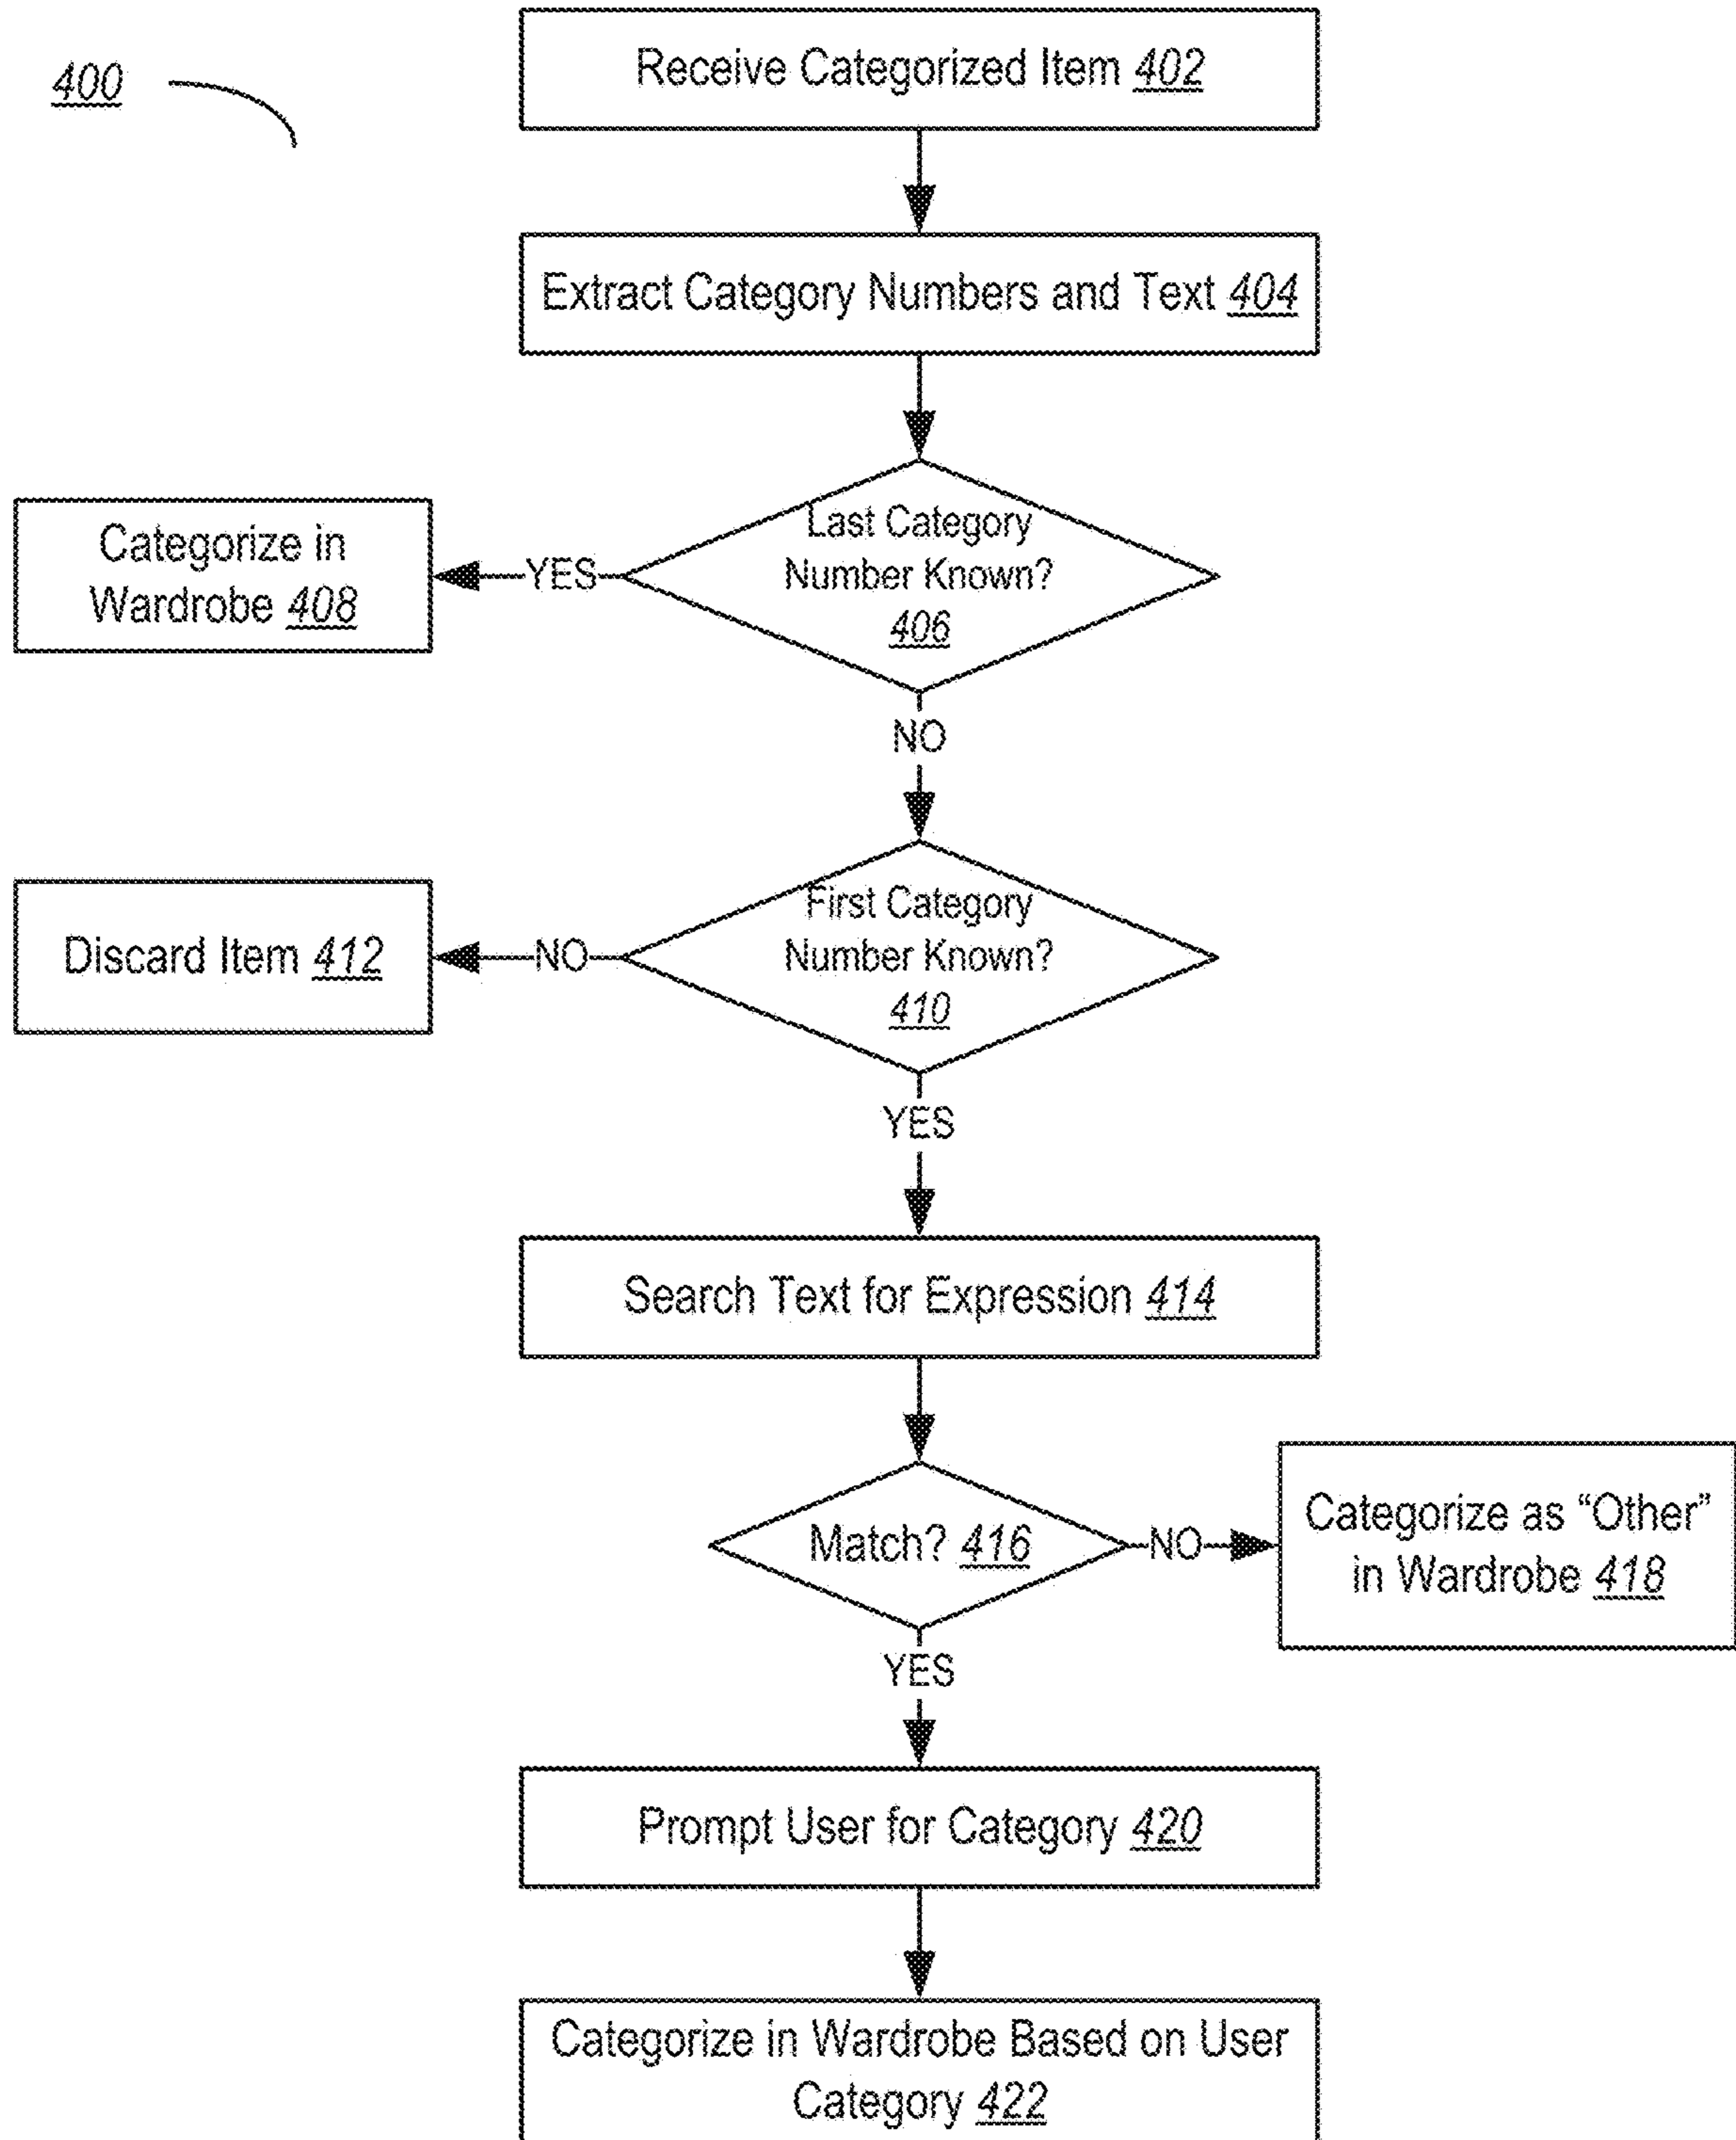 400
Receive Categorized Item 402
Extract Category Numbers and Text 404
Last Category
Number Known?
406
YES
Categorize in
Wardrobe 408
NO
First Category
Number Known?
410
NO
Discard Item 412
YES
Search Text for Expression 414
Match? 416
NO
Categorize as “Other”
in Wardrobe 418
YES
Prompt User for Category 420
Categorize in Wardrobe Based on User
Category 422